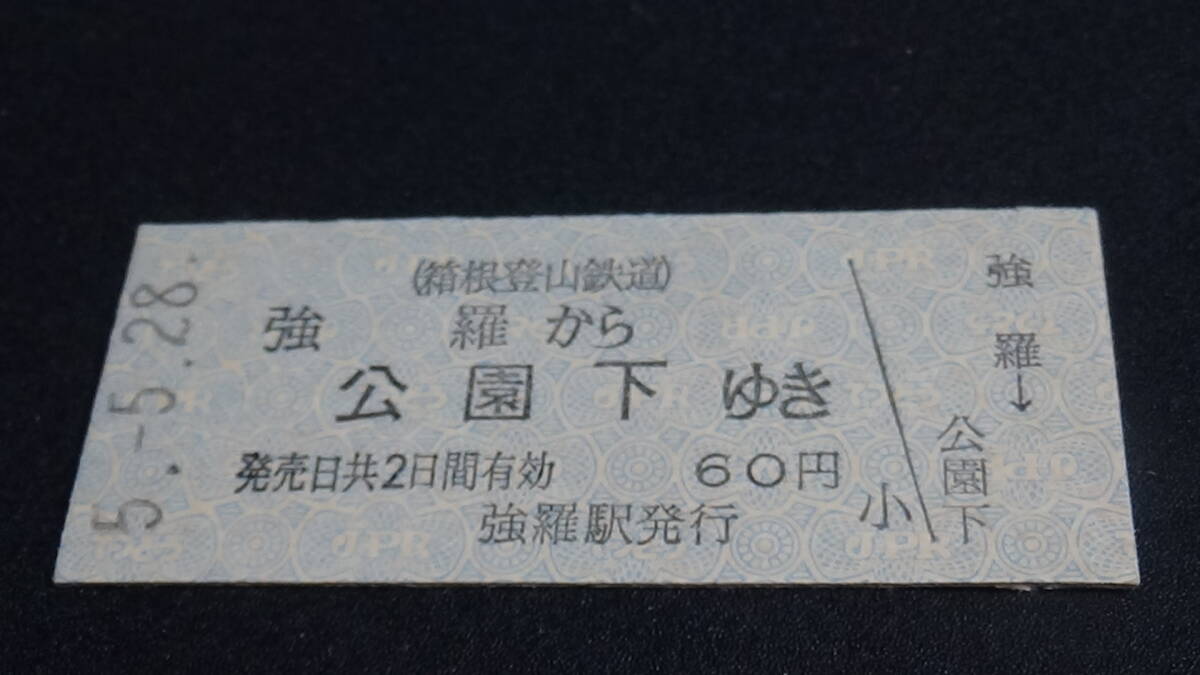 5.-5.28.
(箱根登山鉄道)
強羅から
公園下ゆき
発売日共2日間有効 60円
強羅駅発行
小
強羅→公園下